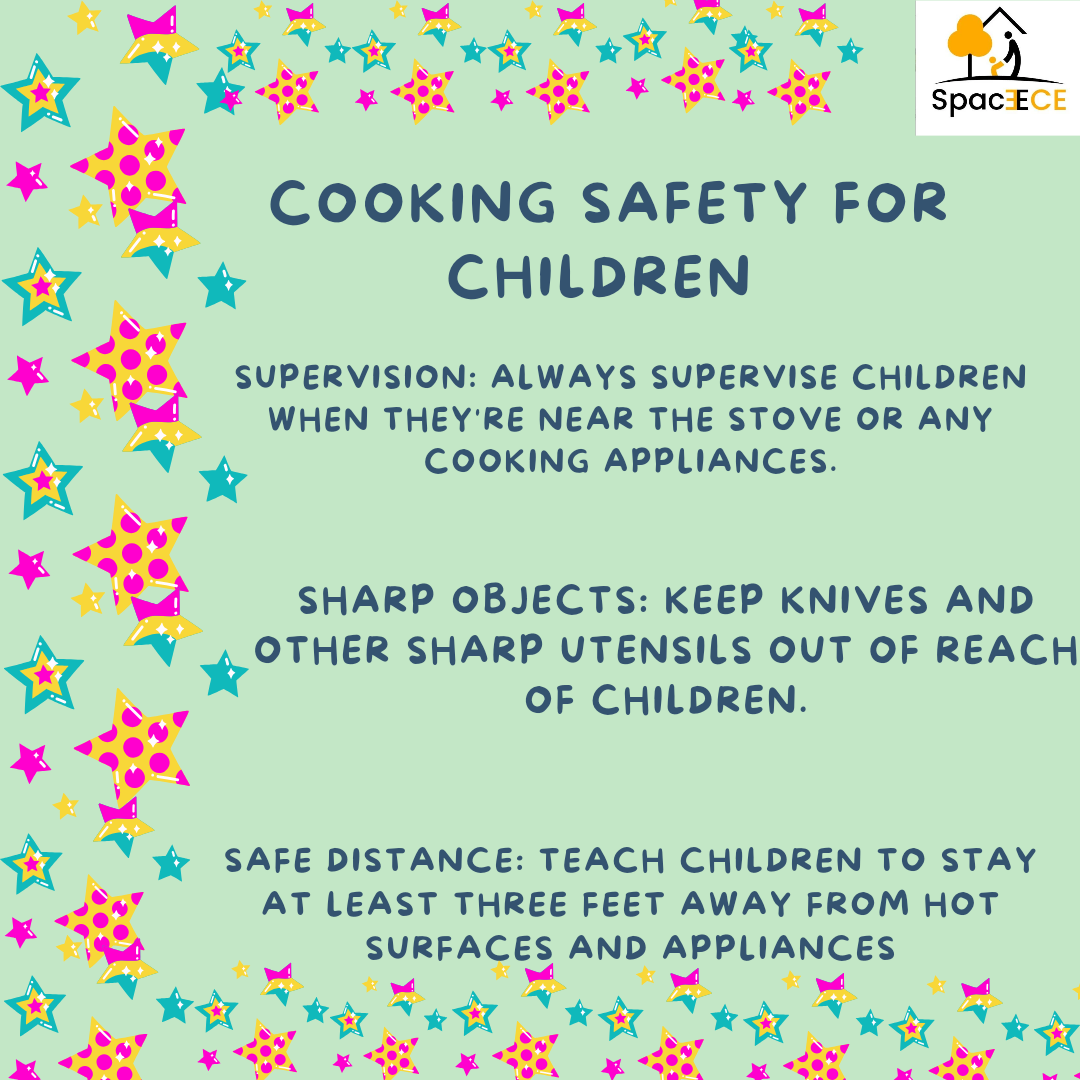 SpacEECE
COOKING SAFETY FOR
CHILDREN
SUPERVISION: ALWAYS SUPERVISE CHILDREN
WHEN THEY'RE NEAR THE STOVE OR ANY
COOKING APPLIANCES.
SHARP OBJECTS: KEEP KNIVES AND
OTHER SHARP UTENSILS OUT OF REACH
OF CHILDREN.
SAFE DISTANCE: TEACH CHILDREN TO STAY
AT LEAST THREE FEET AWAY FROM HOT
SURFACES AND APPLIANCES